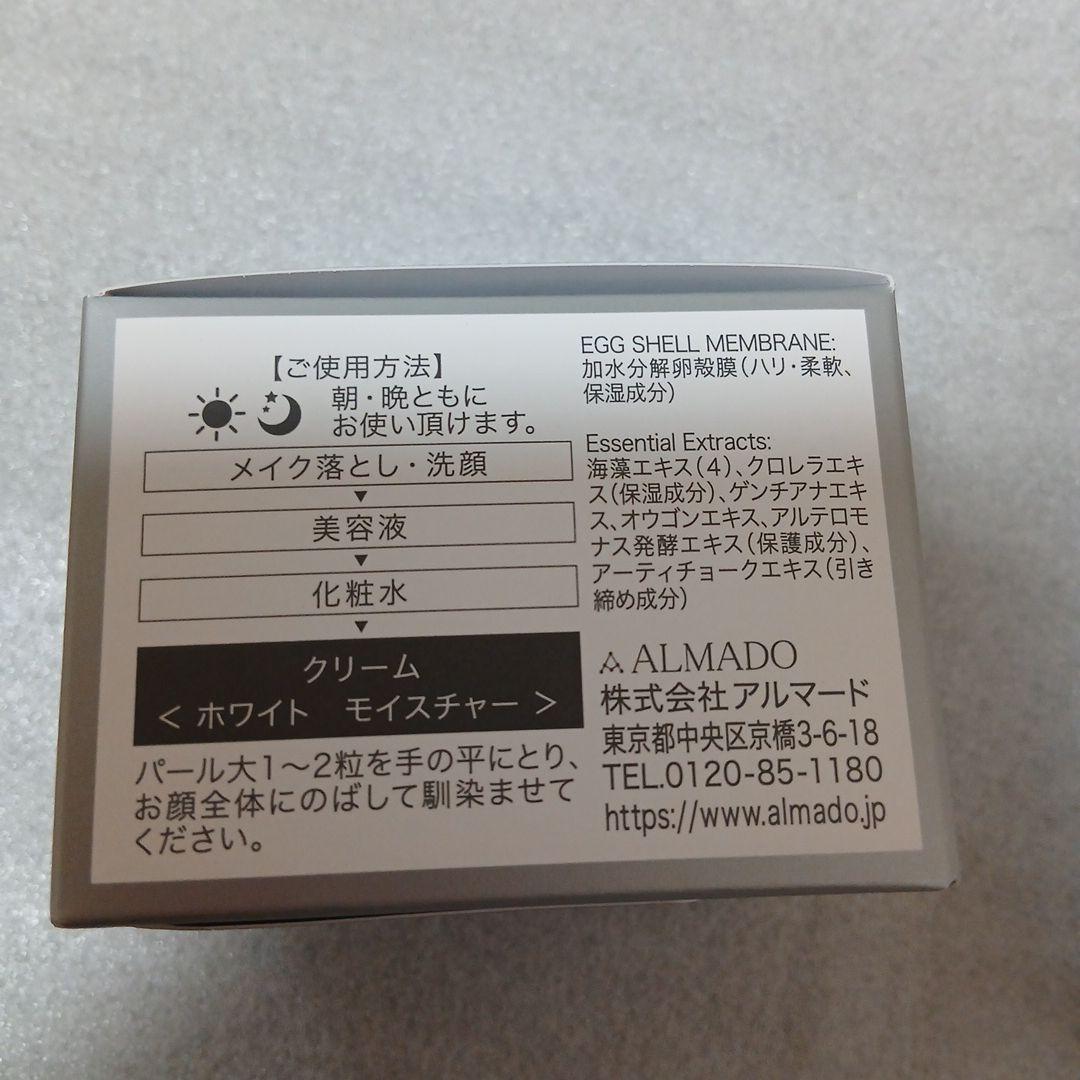 【ご使用方法】
朝・晩ともに
お使い頂けます。
メイク落とし・洗顔
▼
美容液
▼
化粧水
▼
クリーム
＜ ホワイト　モイスチャー ＞
パール大1〜2粒を手の平にとり、
お顔全体にのばして馴染ませて
ください。
EGG SHELL MEMBRANE:
加水分解卵殻膜（ハリ・柔軟、
保湿成分）
Essential Extracts:
海藻エキス（4）、クロレラエキ
ス（保湿成分）、ゲンチアナエキ
ス、オウゴンエキス、アルテロモ
ナス発酵エキス（保護成分）、
アーティチョークエキス（引き
締め成分）
ALMADO
株式会社アルマード
東京都中央区京橋3-6-18
TEL.0120-85-1180
https://www.almado.jp